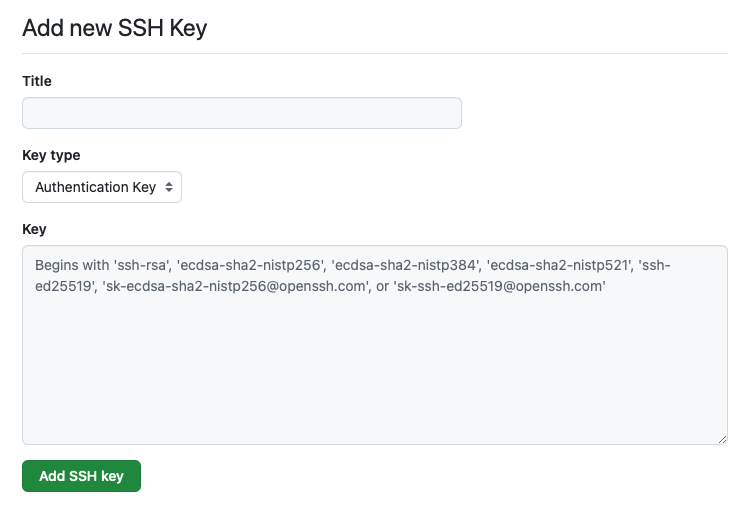 Add new SSH Key
Title
Key type
Authentication Key
Key
Begins with 'ssh-rsa', 'ecdsa-sha2-nistp256', 'ecdsa-sha2-nistp384', 'ecdsa-sha2-nistp521', 'ssh-
ed25519', 'sk-ecdsa-sha2-nistp256@openssh.com', or 'sk-ssh-ed25519@openssh.com'
Add SSH key